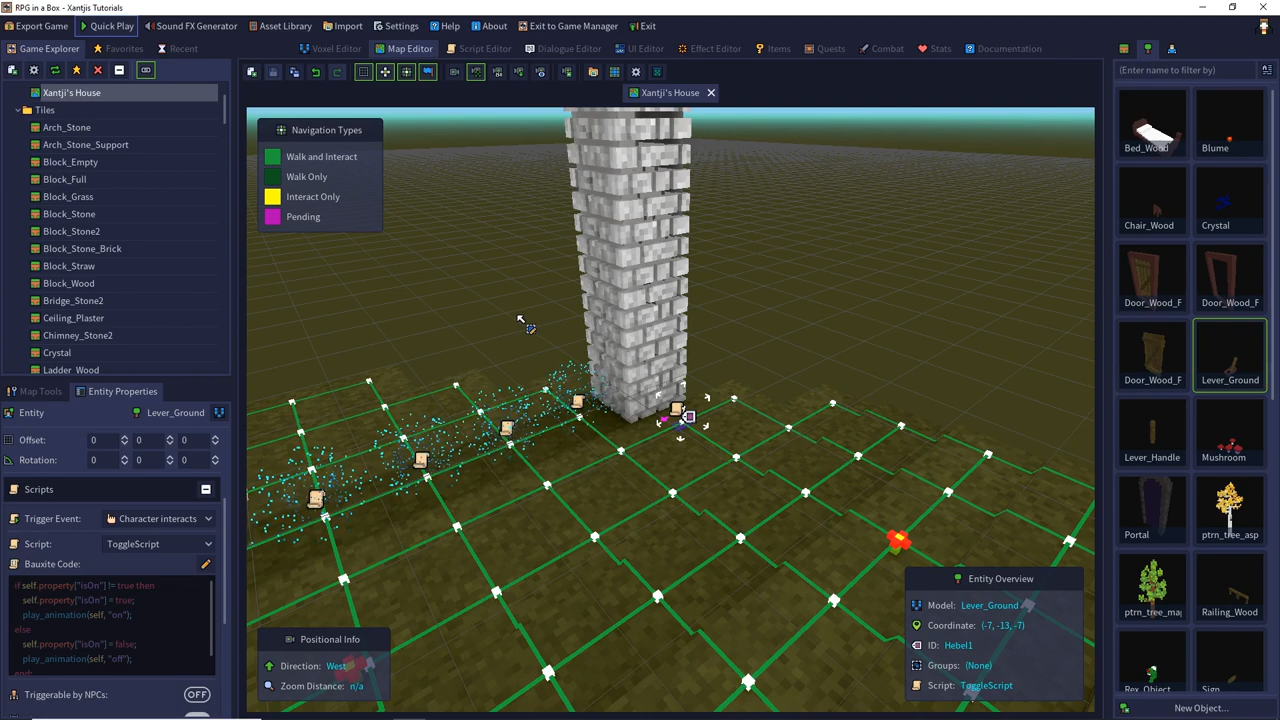 RPG in a Box - Xantjis Tutorials
Export Game
Quick Play
Sound FX Generator
Asset Library
Import
Settings
Help
About
Exit to Game Manager
Exit
Game Explorer
Favorites
Recent
Voxel Editor
Map Editor
Script Editor
Dialogue Editor
UI Editor
Effect Editor
Items
Quests
Combat
Stats
Documentation
(Enter name to filter by)
Xantji's House
Xantji's House
Tiles
Arch_Stone
Arch_Stone_Support
Block_Empty
Block_Full
Block_Grass
Block_Stone
Block_Stone2
Block_Stone_Brick
Block_Straw
Block_Wood
Bridge_Stone2
Ceiling_Plaster
Chimney_Stone2
Crystal
Ladder_Wood
Navigation Types
Walk and Interact
Walk Only
Interact Only
Pending
Bed_Wood
Blume
Chair_Wood
Crystal
Door_Wood_F
Door_Wood_F
Door_Wood_F
Lever_Ground
Lever_Handle
Mushroom
Portal
ptrn_tree_asp
ptrn_tree_ma
Railing_Wood
Rex_Object
Sign
New Object...
Map Tools
Entity Properties
Entity
Lever_Ground
Offset:
0
0
0
Rotation:
0
0
0
Scripts
Trigger Event:
Character interacts
Script:
ToggleScript
Bauxite Code:
if self.property["isOn"] != true then
self.property["isOn"] = true;
play_animation(self, "on");
else
self.property["isOn"] = false;
play_animation(self, "off");
end;
Triggerable by NPCs:
OFF
Positional Info
Direction: West
Zoom Distance: n/a
Entity Overview
Model: Lever_Ground
Coordinate: (-7, -13, -7)
ID: Hebel1
Groups: (None)
Script: ToggleScript